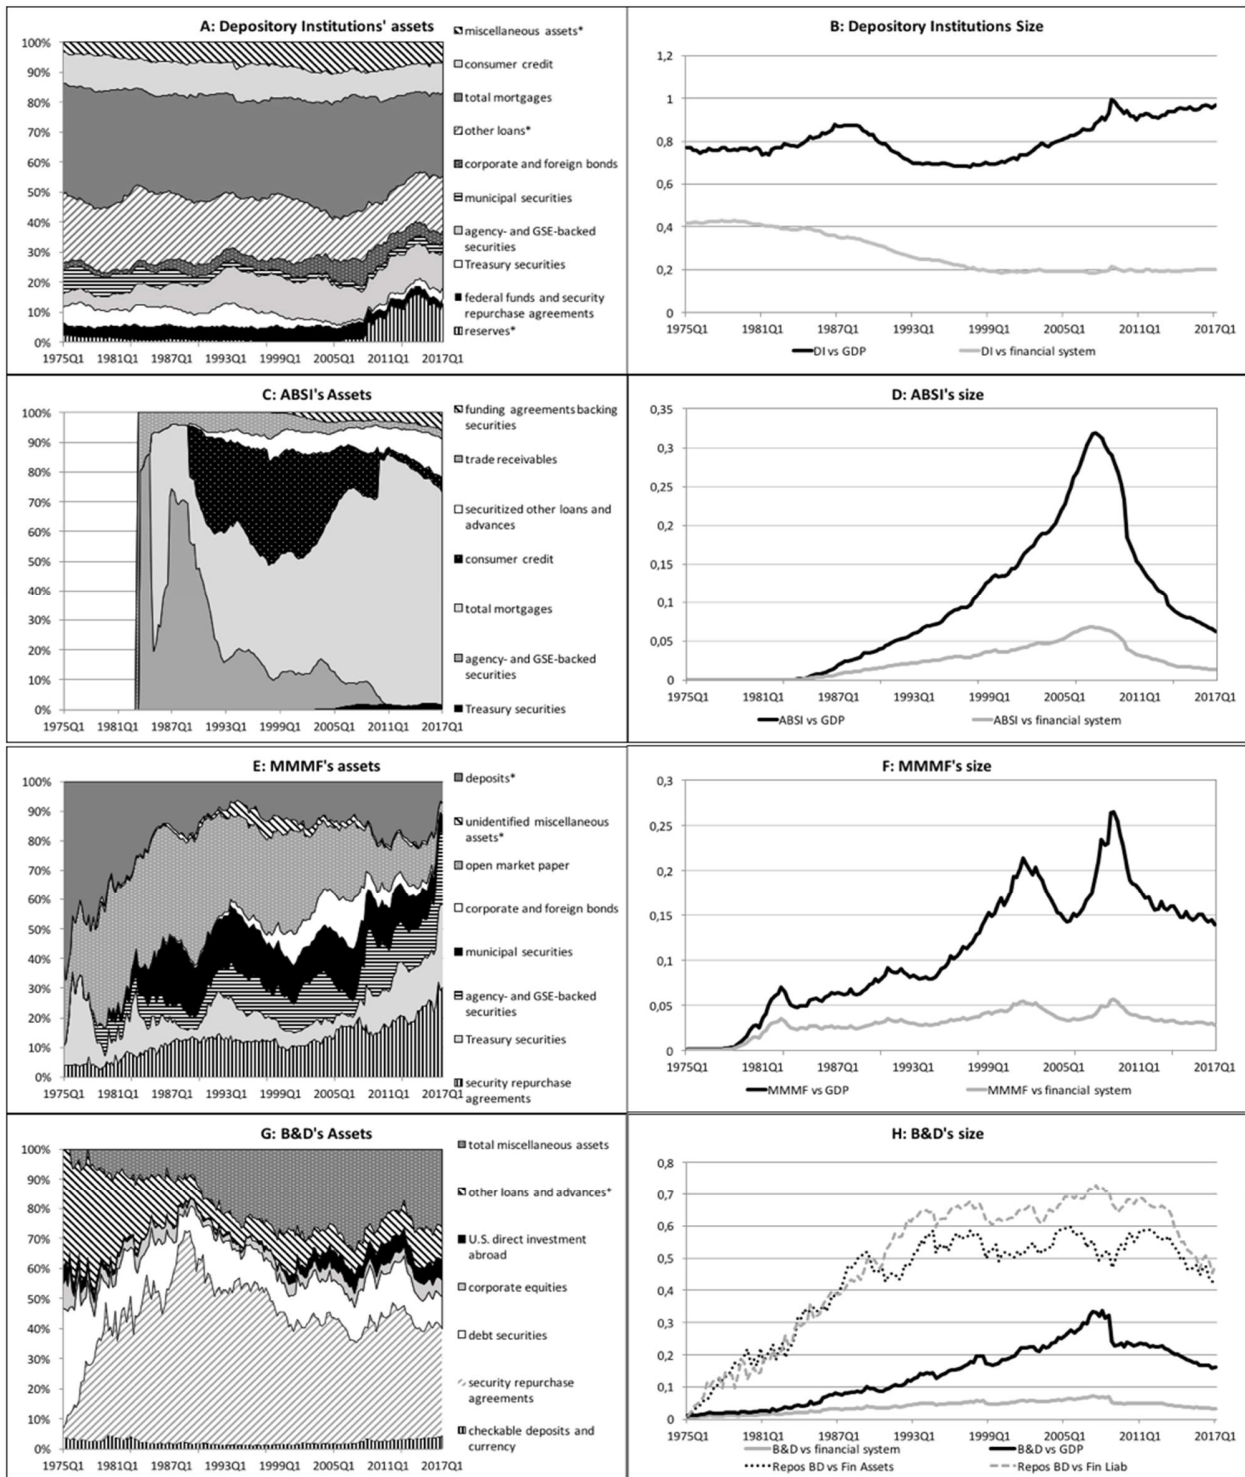 A: Depository Institutions' assets
100%
90%
80%
70%
60%
50%
40%
30%
20%
10%
0%
1975Q1 1981Q1 1987Q1 1993Q1 1999Q1 2005Q1 2011Q1 2017Q1
miscellaneous assets*
consumer credit
total mortgages
other loans*
corporate and foreign bonds
municipal securities
agency- and GSE-backed
securities
Treasury securities
federal funds and security
repurchase agreements
reserves*
B: Depository Institutions Size
1,2
1
0,8
0,6
0,4
0,2
0
1975Q1 1981Q1 1987Q1 1993Q1 1999Q1 2005Q1 2011Q1 2017Q1
DI vs GDP DI vs financial system
C: ABSI's Assets
100%
90%
80%
70%
60%
50%
40%
30%
20%
10%
0%
1975Q1 1981Q1 1987Q1 1993Q1 1999Q1 2005Q1 2011Q1 2017Q1
funding agreements backing
securities
trade receivables
securitized other loans and
advances
consumer credit
total mortgages
agency- and GSE-backed
securities
Treasury securities
D: ABSI's size
0,35
0,3
0,25
0,2
0,15
0,1
0,05
0
1975Q1 1981Q1 1987Q1 1993Q1 1999Q1 2005Q1 2011Q1 2017Q1
ABSI vs GDP ABSI vs financial system
E: MMMF's assets
100%
90%
80%
70%
60%
50%
40%
30%
20%
10%
0%
1975Q1 1981Q1 1987Q1 1993Q1 1999Q1 2005Q1 2011Q1 2017Q1
deposits*
unidentified miscellaneous
assets*
open market paper
corporate and foreign bonds
municipal securities
agency- and GSE-backed
securities
Treasury securities
security repurchase
agreements
F: MMMF's size
0,3
0,25
0,2
0,15
0,1
0,05
0
1975Q1 1981Q1 1987Q1 1993Q1 1999Q1 2005Q1 2011Q1 2017Q1
MMMF vs GDP MMMF vs financial system
G: B&D's Assets
100%
90%
80%
70%
60%
50%
40%
30%
20%
10%
0%
1975Q1 1981Q1 1987Q1 1993Q1 1999Q1 2005Q1 2011Q1 2017Q1
total miscellaneous assets
other loans and advances*
U.S. direct investment
abroad
corporate equities
debt securities
security repurchase
agreements
checkable deposits and
currency
H: B&D's size
0,8
0,7
0,6
0,5
0,4
0,3
0,2
0,1
0
1975Q1 1981Q1 1987Q1 1993Q1 1999Q1 2005Q1 2011Q1 2017Q1
B&D vs financial system B&D vs GDP
Repos BD vs Fin Assets Repos BD vs Fin Liab